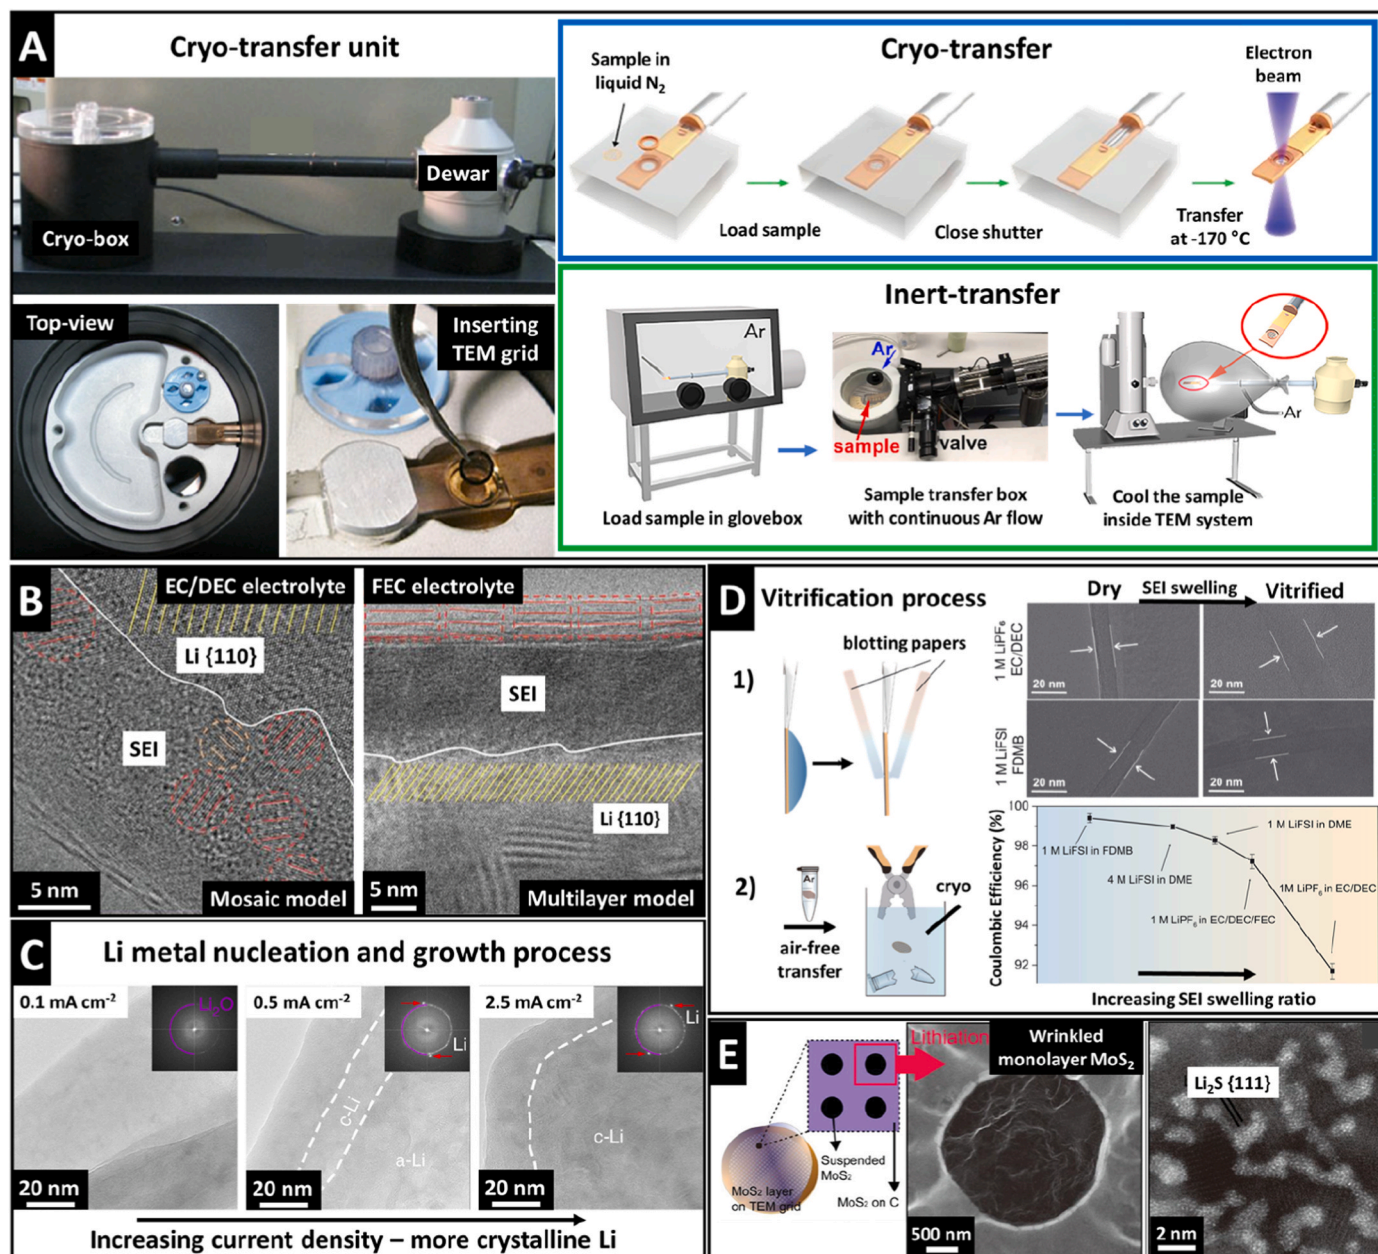 A
Cryo-transfer unit
Cryo-box
Dewar
Top-view
Inserting
TEM grid
Cryo-transfer
Sample in
liquid N₂
Electron
beam
Load sample
Close shutter
Transfer
at -170 °C
Inert-transfer
Ar
Ar
sample
valve
Ar
Load sample in glovebox
Sample transfer box
with continuous Ar flow
Cool the sample
inside TEM system
B
EC/DEC electrolyte
Li {110}
SEI
5 nm
Mosaic model
FEC electrolyte
SEI
Li {110}
5 nm
Multilayer model
C
Li metal nucleation and growth process
0.1 mA cm⁻²
Li₂O
20 nm
0.5 mA cm⁻²
Li
c-Li
a-Li
20 nm
2.5 mA cm⁻²
Li
c-Li
20 nm
Increasing current density – more crystalline Li
D
Vitrification process
1)
blotting papers
2)
Ar
air-free
transfer
cryo
Dry
SEI swelling
Vitrified
1 M LiPF₆
EC/DEC
20 nm
20 nm
1 M LiFSI
FDMB
20 nm
20 nm
Coulombic Efficiency (%)
100
98
96
94
92
1 M LiFSI in FDMB
4 M LiFSI in DME
1 M LiFSI in DME
1 M LiPF₆ in EC/DEC/FEC
1M LiPF₆ in EC/DEC
Increasing SEI swelling ratio
E
MoS₂ layer
on TEM grid
Suspended
MoS₂
MoS₂ on C
Lithiation
Wrinkled
monolayer MoS₂
500 nm
Li₂S {111}
2 nm